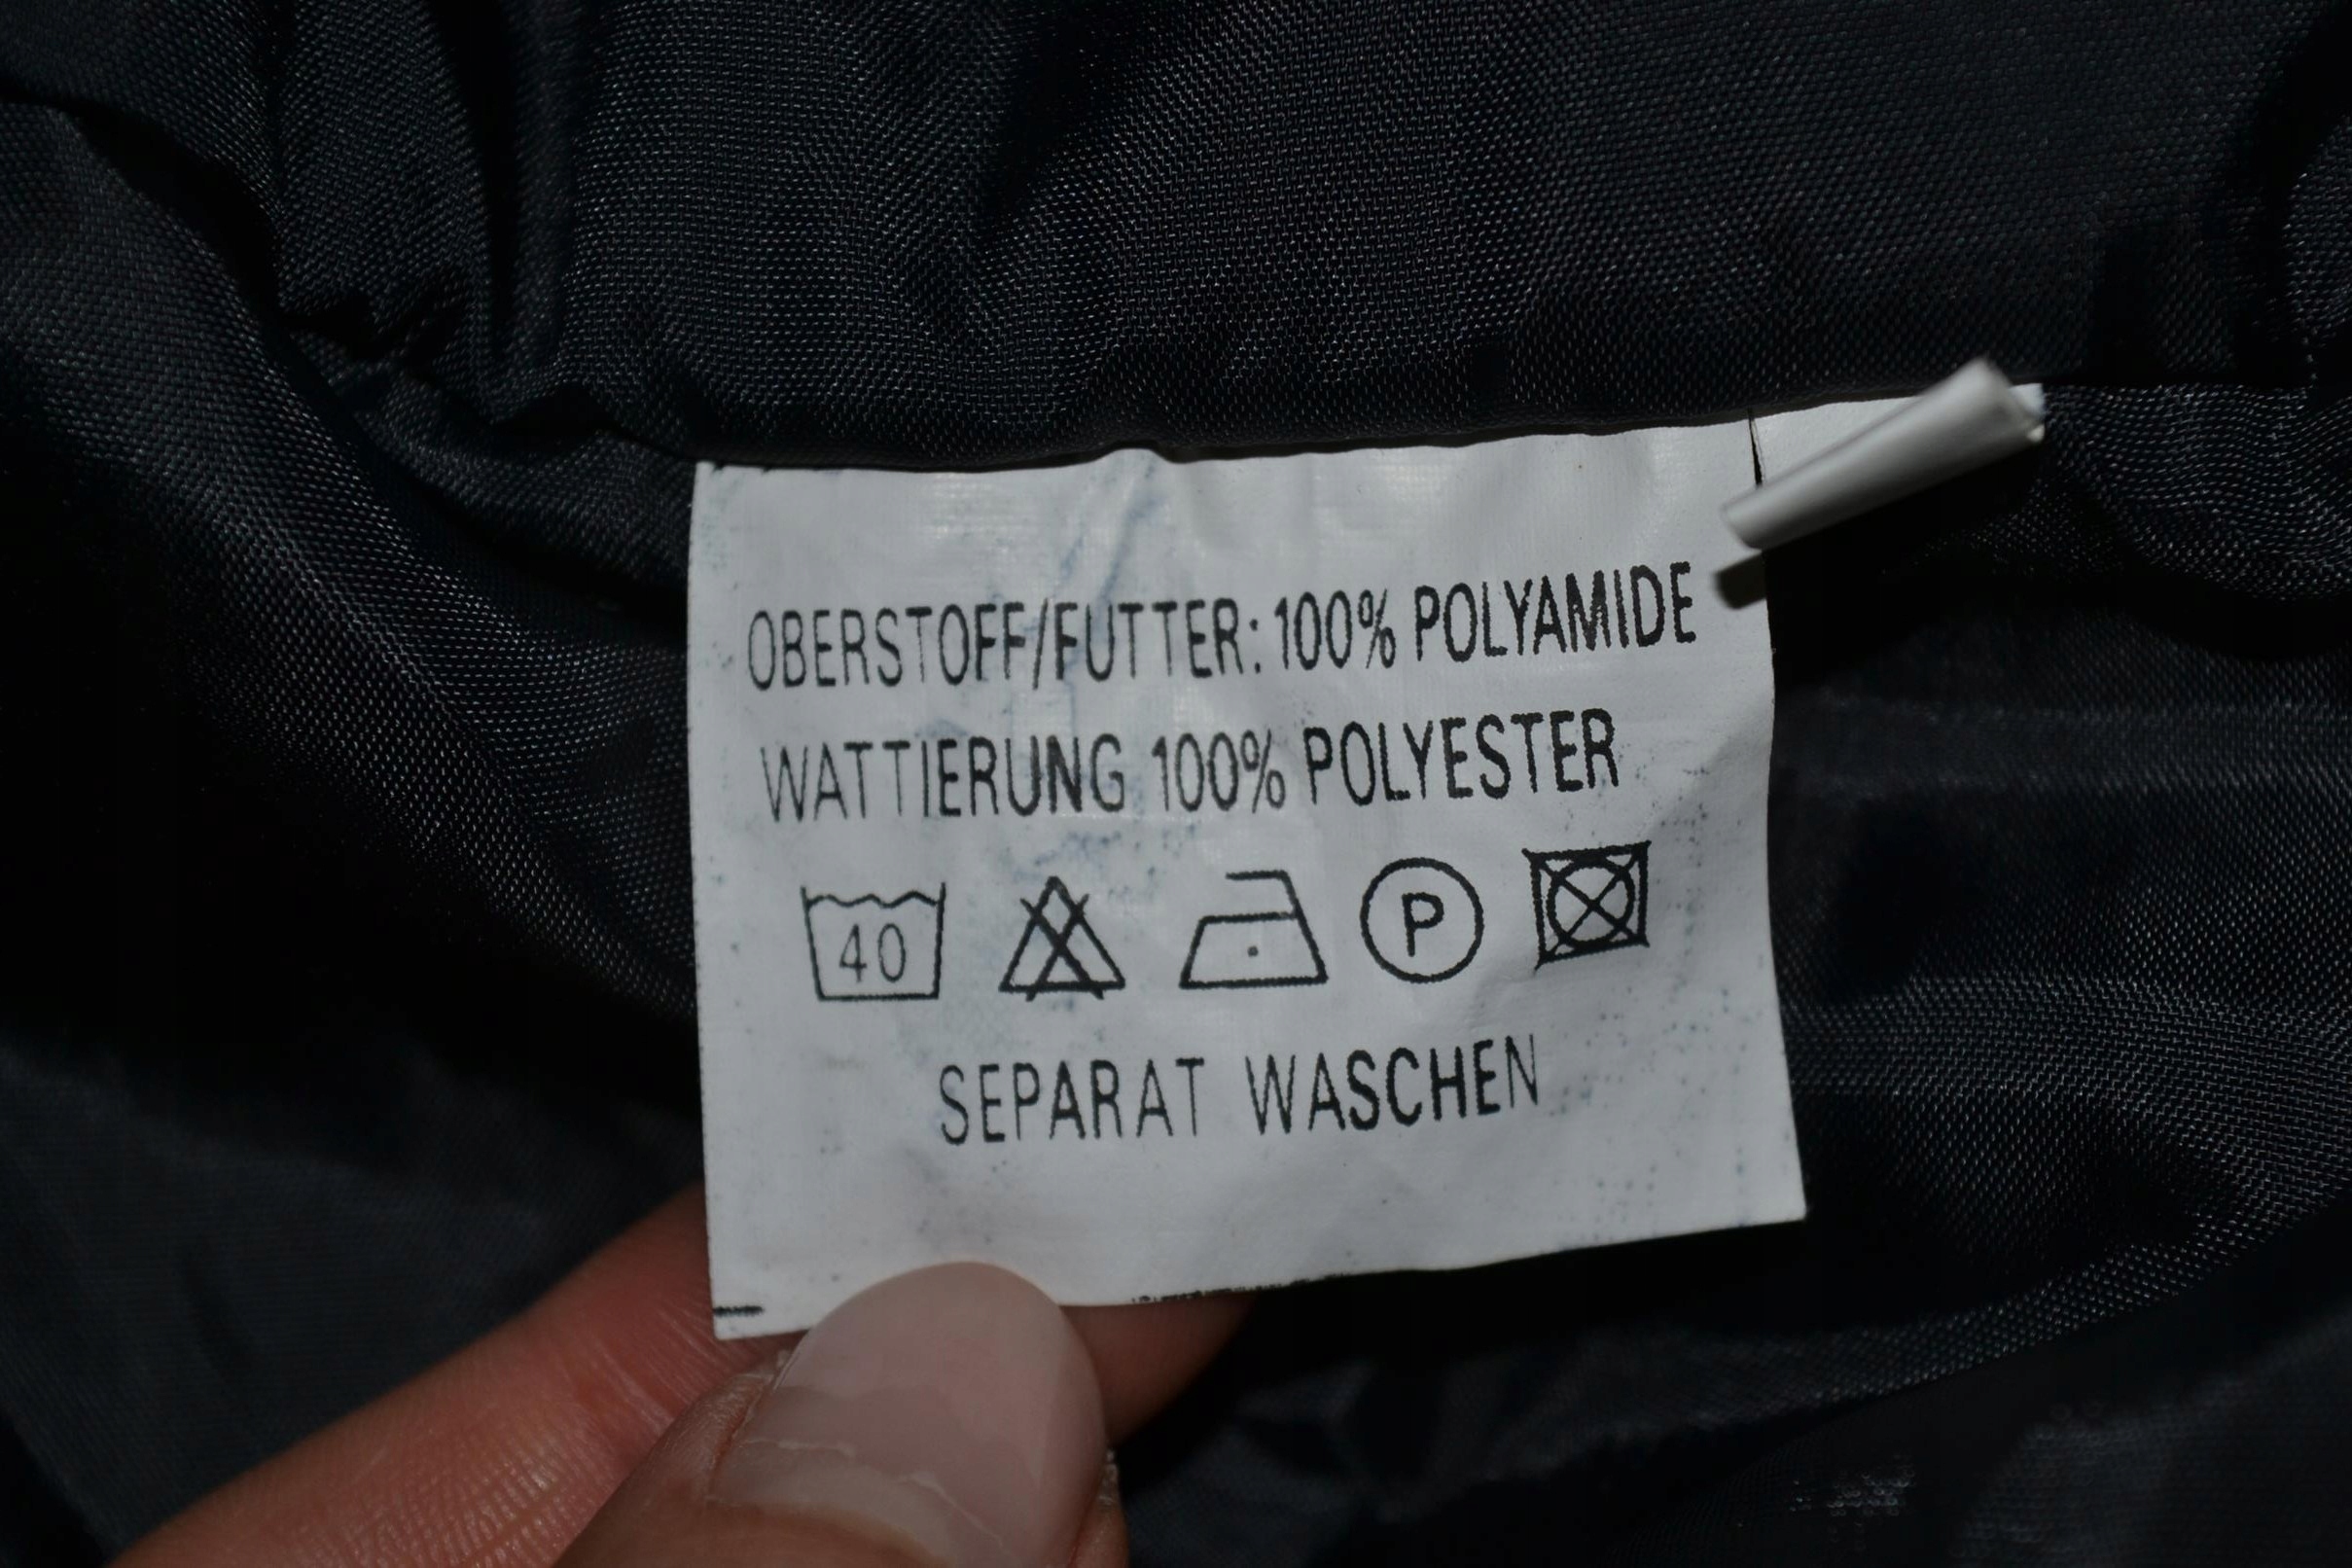 OBERSTOFF/FUTTER: 100% POLYAMIDE
WATTIERUNG 100% POLYESTER
40 P
SEPARAT WASCHEN